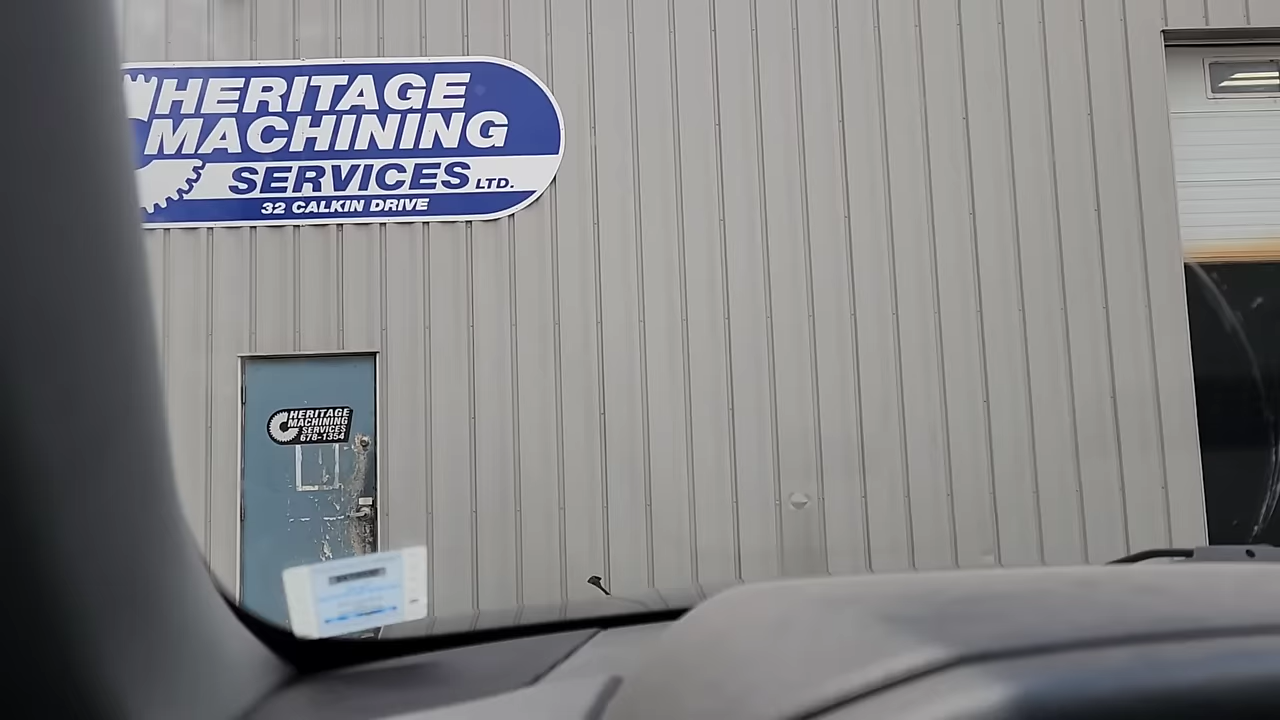 HERITAGE
MACHINING
SERVICES LTD.
32 CALKIN DRIVE
HERITAGE
MACHINING
SERVICES
678-1354